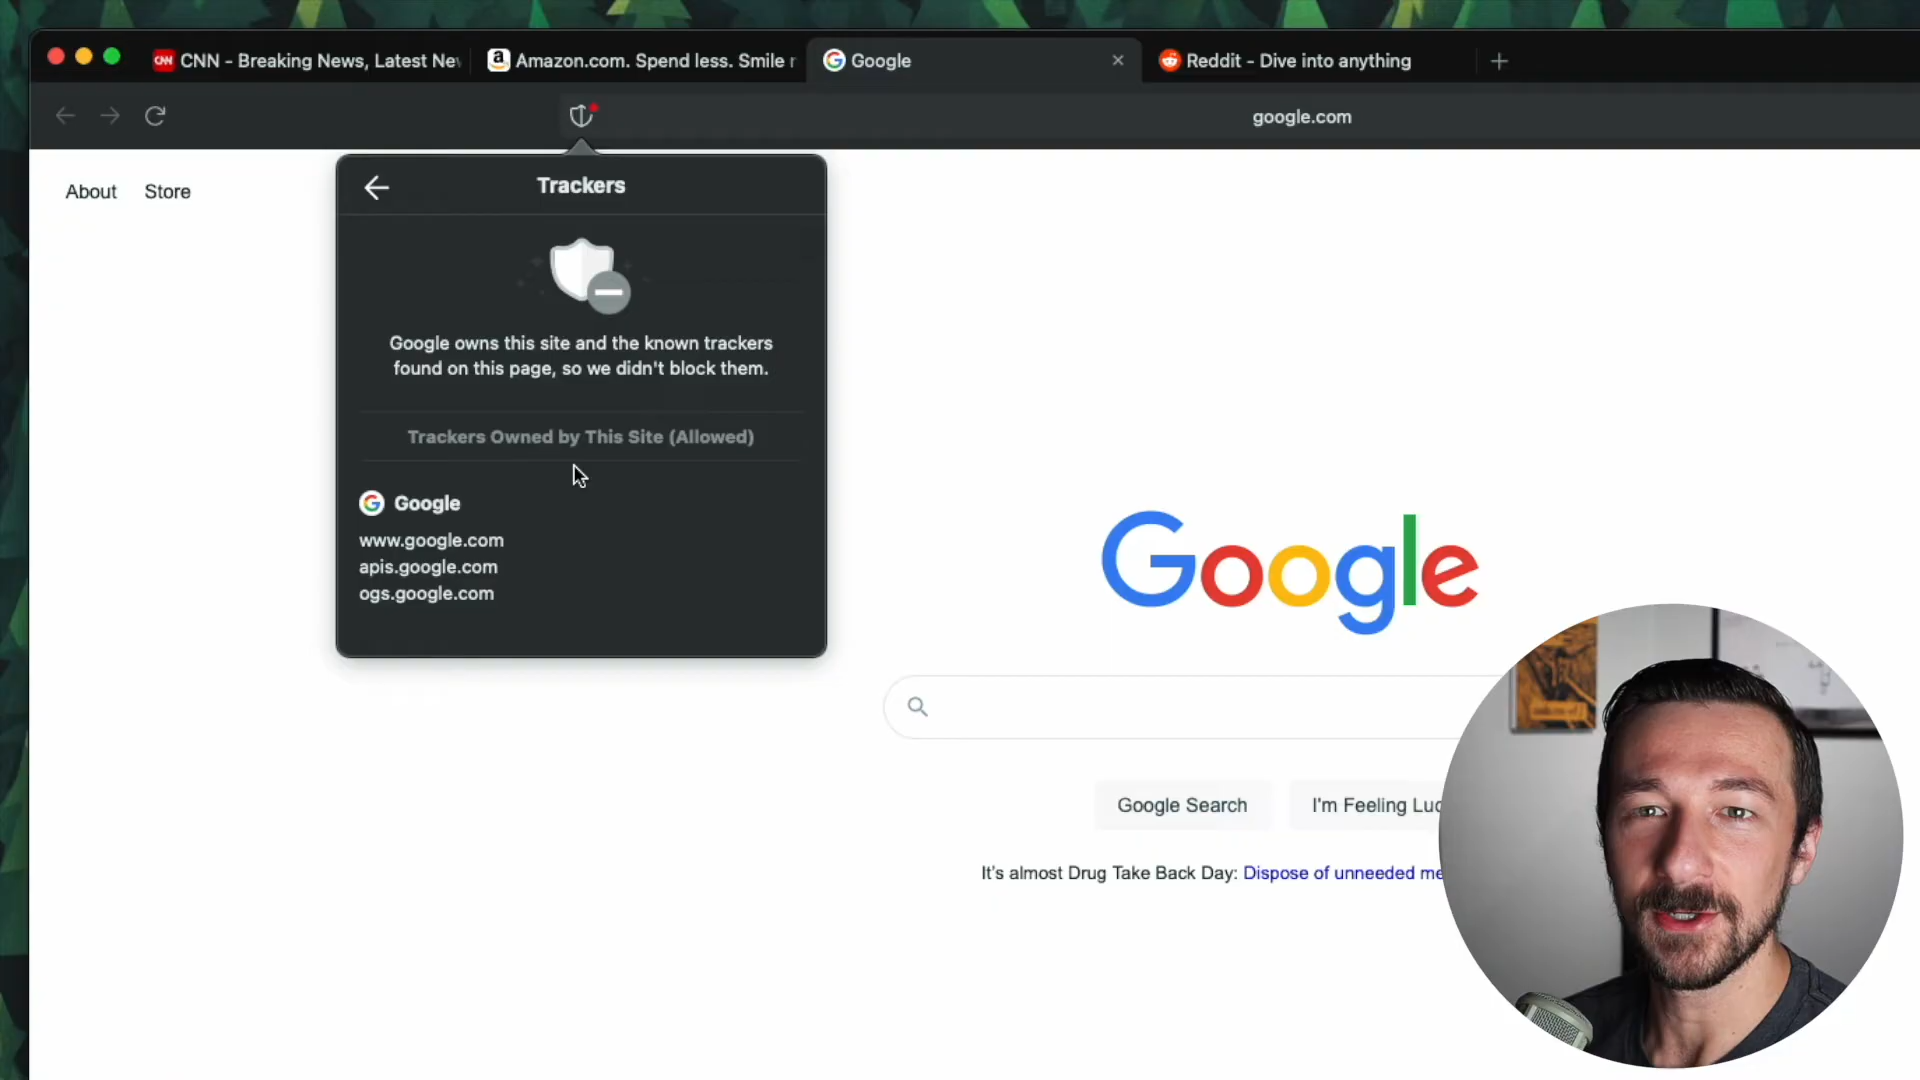 CNN - Breaking News, Latest Nev
Amazon.com. Spend less. Smile r
Google
Reddit - Dive into anything
google.com
About
Store
Trackers
Google owns this site and the known trackers
found on this page, so we didn't block them.
Trackers Owned by This Site (Allowed)
Google
www.google.com
apis.google.com
ogs.google.com
Google
Google Search
I'm Feeling Luc
It's almost Drug Take Back Day: Dispose of unneeded me